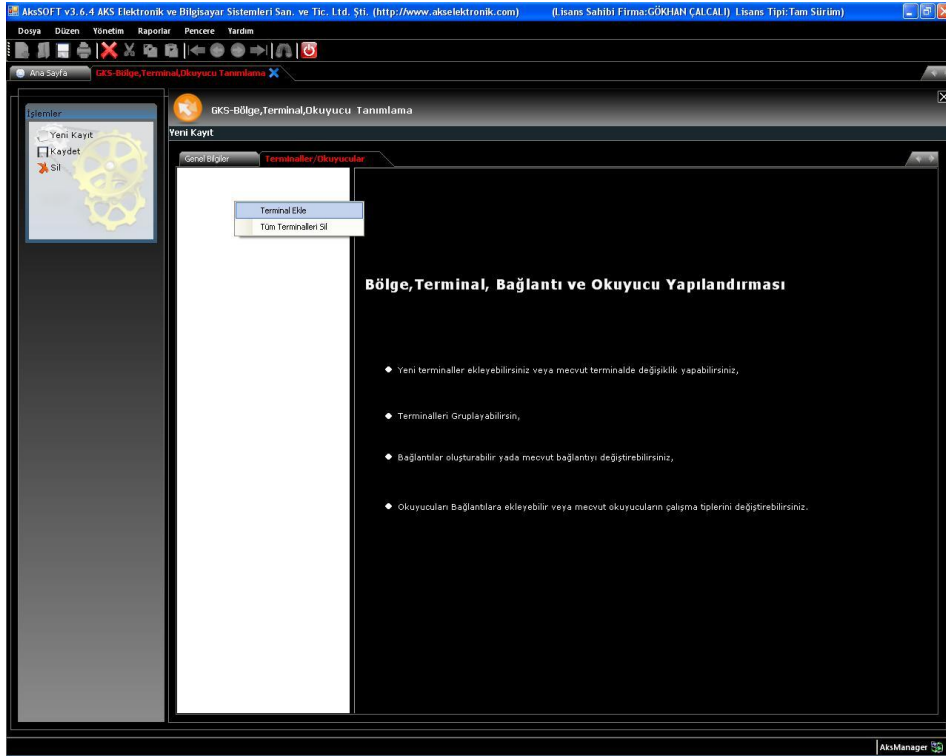 AksSOFT v3.6.4 AKS Elektronik ve Bilgisayar Sistemleri San. ve Tic. Ltd. Şti. (http://www.akselektronik.com) (Lisans Sahibi Firma:GÖKHAN ÇALCALI) Lisans Tipi:Tam Sürüm)
Dosya Düzen Yönetim Raporlar Pencere Yardım
Ana Sayfa GKS-Bölge,Terminal,Okuyucu Tanımlama
İşlemler
Yeni Kayıt
Kaydet
Sil
GKS-Bölge,Terminal,Okuyucu Tanımlama
Yeni Kayıt
Genel Bilgiler Terminaller/Okuyucular
Terminal Ekle
Tüm Terminalleri Sil
Bölge,Terminal, Bağlantı ve Okuyucu Yapılandırması
Yeni terminaller ekleyebilirsiniz veya mecvut terminalde değişiklik yapabilirsiniz,
Terminalleri Gruplayabilirsin,
Bağlantılar oluşturabilir yada mecvut bağlantıyı değiştirebilirsiniz,
Okuyucuları Bağlantılara ekleyebilir veya mecvut okuyucuların çalışma tiplerini değiştirebilirsiniz.
AksManager